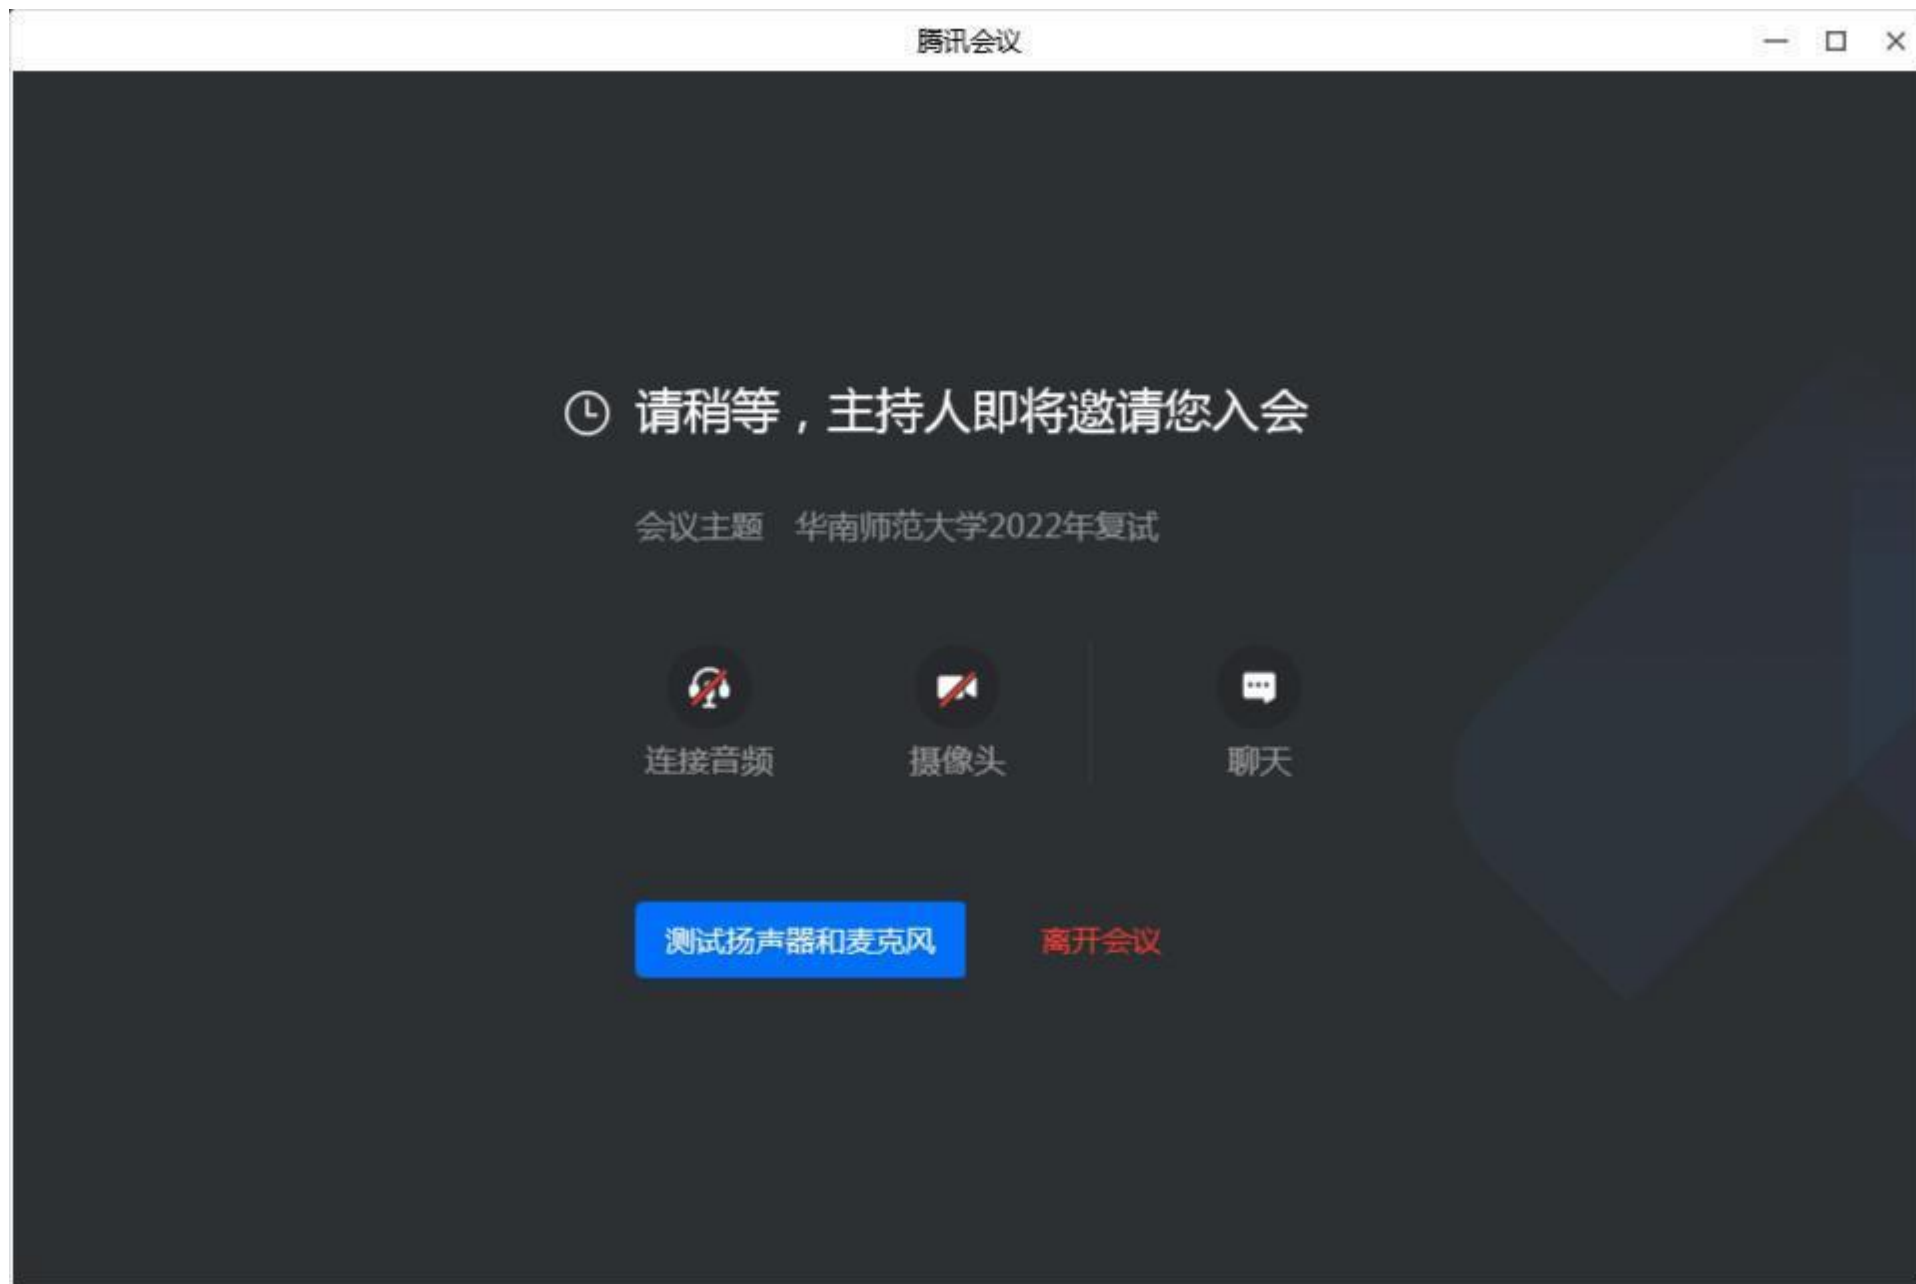 腾讯会议
请稍等，主持人即将邀请您入会
会议主题 华南师范大学2022年复试
连接音频 摄像头 聊天
测试扬声器和麦克风 离开会议